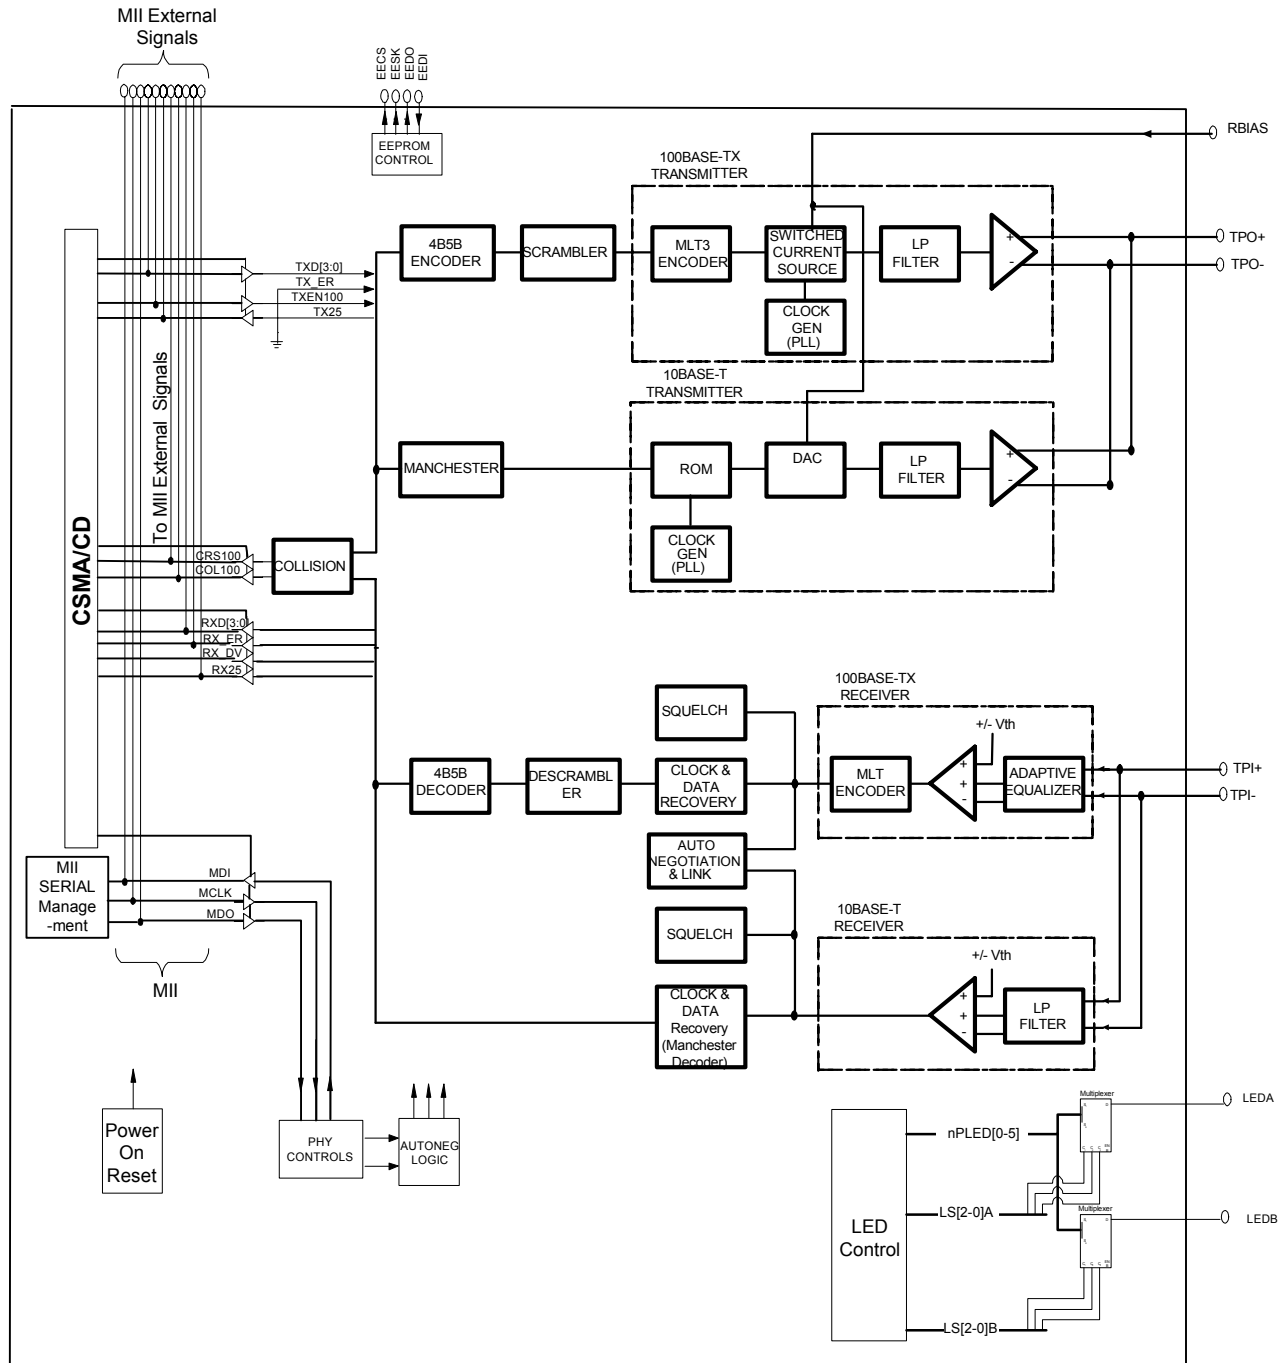 MII External
Signals
EECS
EESK
EEDO
EEDI
EEPROM
CONTROL
RBIAS
100BASE-TX
TRANSMITTER
4B5B
ENCODER
SCRAMBLER
MLT3
ENCODER
SWITCHED
CURRENT
SOURCE
LP
FILTER
+
-
TPO+
TPO-
CLOCK
GEN
(PLL)
TXD[3:0]
TX_ER
TXEN100
TX25
To MII External Signals
10BASE-T
TRANSMITTER
MANCHESTER
ROM
DAC
LP
FILTER
+
-
CLOCK
GEN
(PLL)
CSMA/CD
CRS100
COL100
COLLISION
RXD[3:0]
RX_ER
RX_DV
RX25
100BASE-TX
RECEIVER
SQUELCH
+/- Vth
4B5B
DECODER
DESCRAMBL
ER
CLOCK &
DATA
RECOVERY
MLT
ENCODER
+
+
-
ADAPTIVE
EQUALIZER
TPI+
TPI-
AUTO
NEGOTIATION
& LINK
MII
SERIAL
Manage
-ment
MDI
MCLK
MDO
MII
10BASE-T
RECEIVER
SQUELCH
+/- Vth
CLOCK &
DATA
Recovery
(Manchester
Decoder)
+
+
-
LP
FILTER
Power
On
Reset
PHY
CONTROLS
AUTONEG
LOGIC
LED
Control
nPLED[0-5]
LS[2-0]A
LS[2-0]B
Multiplexer
LEDA
Multiplexer
LEDB